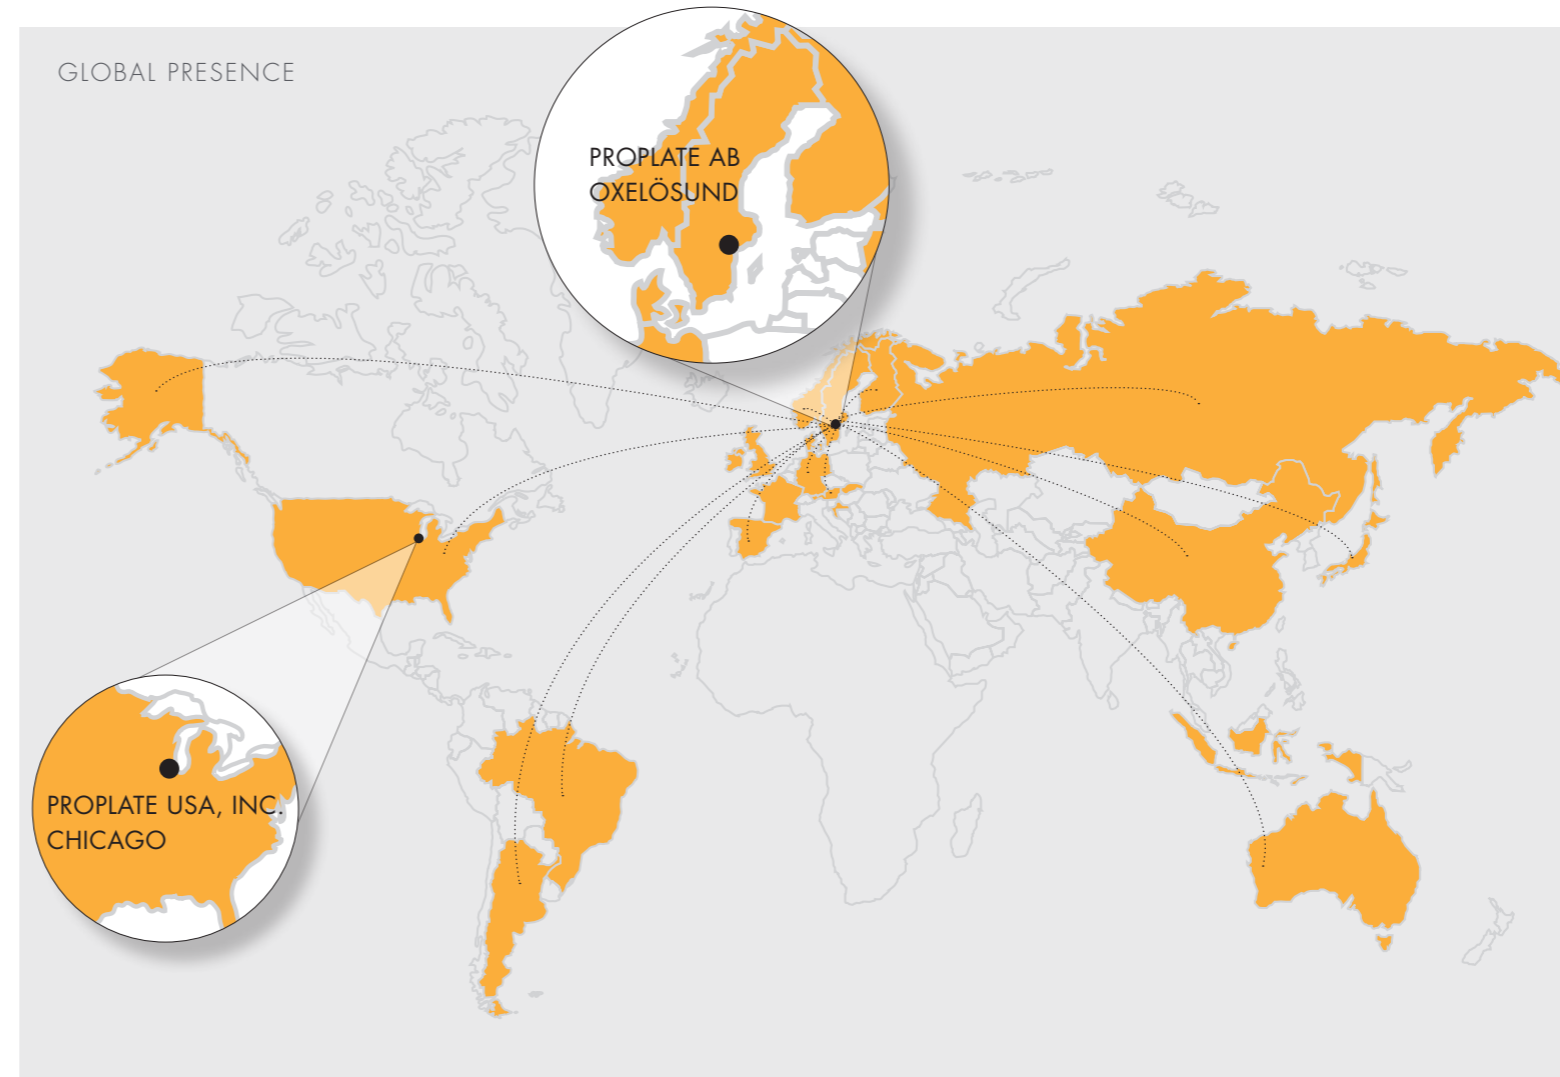 GLOBAL PRESENCE
PROPLATE AB
OXELÖSUND
PROPLATE USA, INC.
CHICAGO